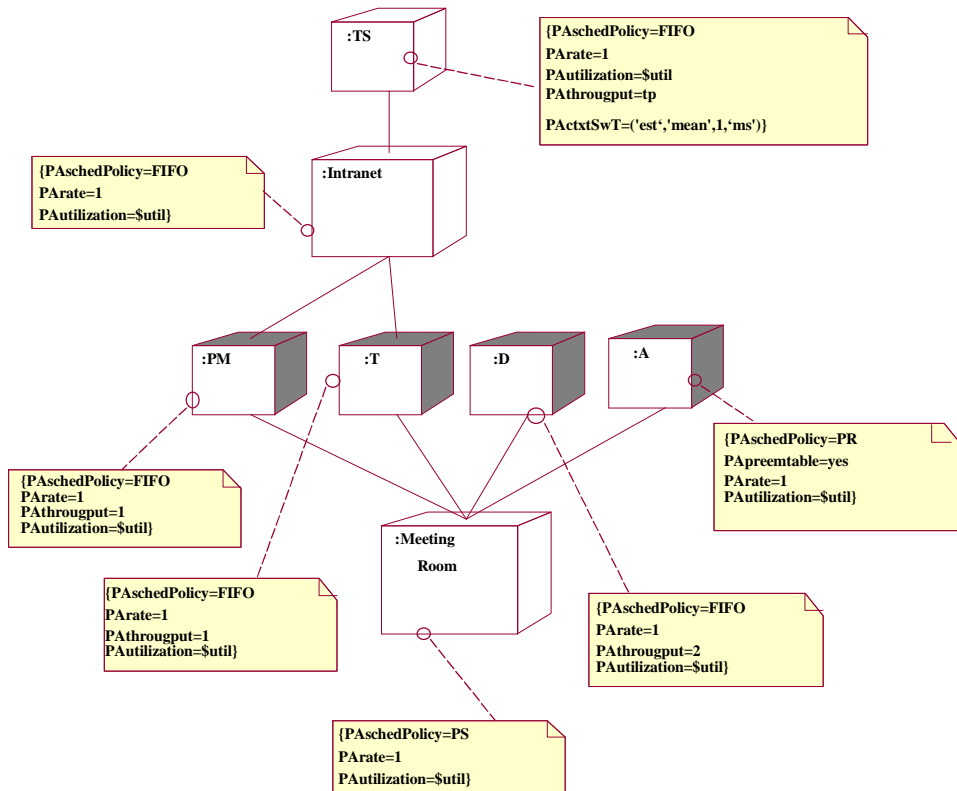 :TS
{PAschedPolicy=FIFO
PArate=1
PAutilization=$util
PAthrougput=tp
PActxtSwT=('est‘,'mean',1,‘ms')}
:Intranet
{PAschedPolicy=FIFO
PArate=1
PAutilization=$util}
:PM
:T
:D
:A
{PAschedPolicy=PR
PApreemtable=yes
PArate=1
PAutilization=$util}
{PAschedPolicy=FIFO
PArate=1
PAthrougput=1
PAutilization=$util}
:Meeting
Room
{PAschedPolicy=FIFO
PArate=1
PAthrougput=1
PAutilization=$util}
{PAschedPolicy=FIFO
PArate=1
PAthrougput=2
PAutilization=$util}
{PAschedPolicy=PS
PArate=1
PAutilization=$util}